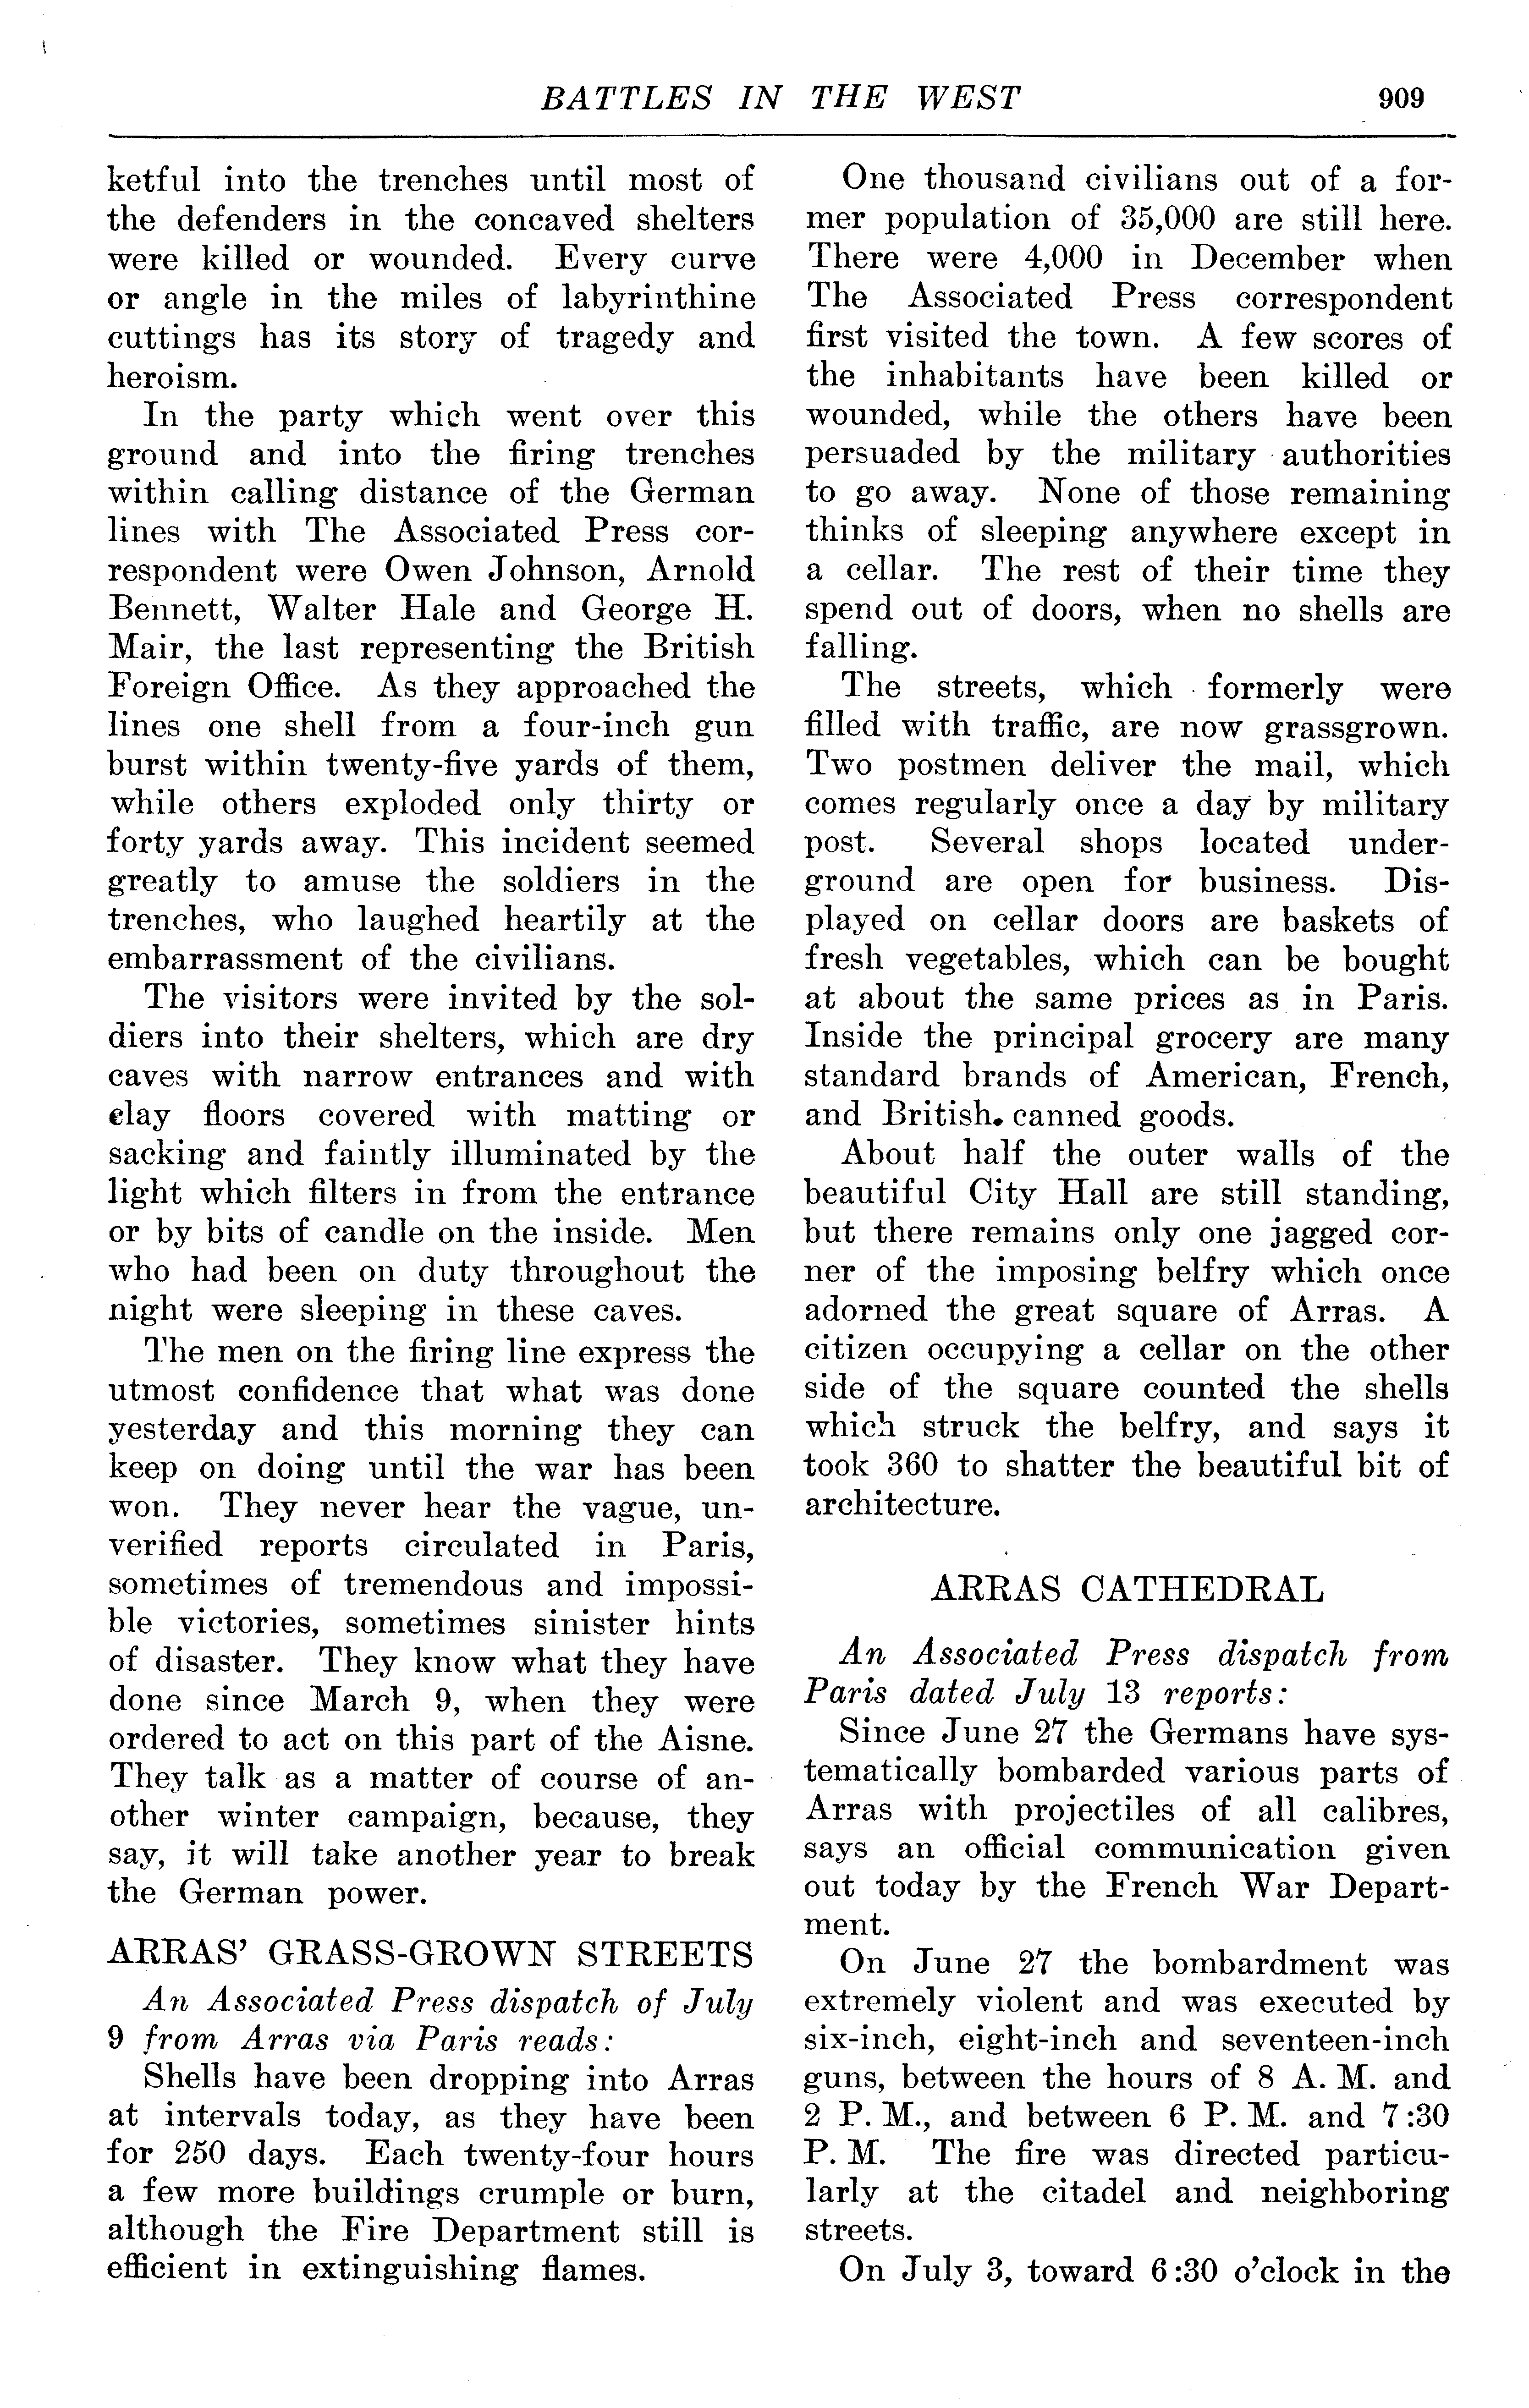 BATTLES IN THE WEST 909
ketful into the trenches until most of
the defenders in the concaved shelters
were killed or wounded. Every curve
or angle in the miles of labyrinthine
cuttings has its story of tragedy and
heroism.
In the party which went over this
ground and into the firing trenches
within calling distance of the German
lines with The Associated Press cor-
respondent were Owen Johnson, Arnold
Bennett, Walter Hale and George H.
Mair, the last representing the British
Foreign Office. As they approached the
lines one shell from a four-inch gun
burst within twenty-five yards of them,
while others exploded only thirty or
forty yards away. This incident seemed
greatly to amuse the soldiers in the
trenches, who laughed heartily at the
embarrassment of the civilians.
The visitors were invited by the sol-
diers into their shelters, which are dry
caves with narrow entrances and with
clay floors covered with matting or
sacking and faintly illuminated by the
light which filters in from the entrance
or by bits of candle on the inside. Men
who had been on duty throughout the
night were sleeping in these caves.
The men on the firing line express the
utmost confidence that what was done
yesterday and this morning they can
keep on doing until the war has been
won. They never hear the vague, un-
verified reports circulated in Paris,
sometimes of tremendous and impossi-
ble victories, sometimes sinister hints
of disaster. They know what they have
done since March 9, when they were
ordered to act on this part of the Aisne.
They talk as a matter of course of an-
other winter campaign, because, they
say, it will take another year to break
the German power.
ARRAS' GRASS-GROWN STREETS
An Associated Press dispatch of July
9 from Arras via Paris reads:
Shells have been dropping into Arras
at intervals today, as they have been
for 250 days. Each twenty-four hours
a few more buildings crumple or burn,
although the Fire Department still is
efficient in extinguishing flames.
One thousand civilians out of a for-
mer population of 35,000 are still here.
There were 4,000 in December when
The Associated Press correspondent
first visited the town. A few scores of
the inhabitants have been killed or
wounded, while the others have been
persuaded by the military authorities
to go away. None of those remaining
thinks of sleeping anywhere except in
a cellar. The rest of their time they
spend out of doors, when no shells are
falling.
The streets, which formerly were
filled with traffic, are now grassgrown.
Two postmen deliver the mail, which
comes regularly once a day by military
post. Several shops located under-
ground are open for business. Dis-
played on cellar doors are baskets of
fresh vegetables, which can be bought
at about the same prices as in Paris.
Inside the principal grocery are many
standard brands of American, French,
and British. canned goods.
About half the outer walls of the
beautiful City Hall are still standing,
but there remains only one jagged cor-
ner of the imposing belfry which once
adorned the great square of Arras. A
citizen occupying a cellar on the other
side of the square counted the shells
which struck the belfry, and says it
took 360 to shatter the beautiful bit of
architecture.
ARRAS CATHEDRAL
An Associated Press dispatch from
Paris dated July 13 reports:
Since June 27 the Germans have sys-
tematically bombarded various parts of
Arras with projectiles of all calibres,
says an official communication given
out today by the French War Depart-
ment.
On June 27 the bombardment was
extremely violent and was executed by
six-inch, eight-inch and seventeen-inch
guns, between the hours of 8 A. M. and
2 P. M., and between 6 P. M. and 7:30
P. M. The fire was directed particu-
larly at the citadel and neighboring
streets.
On July 3, toward 6:30 o'clock in the